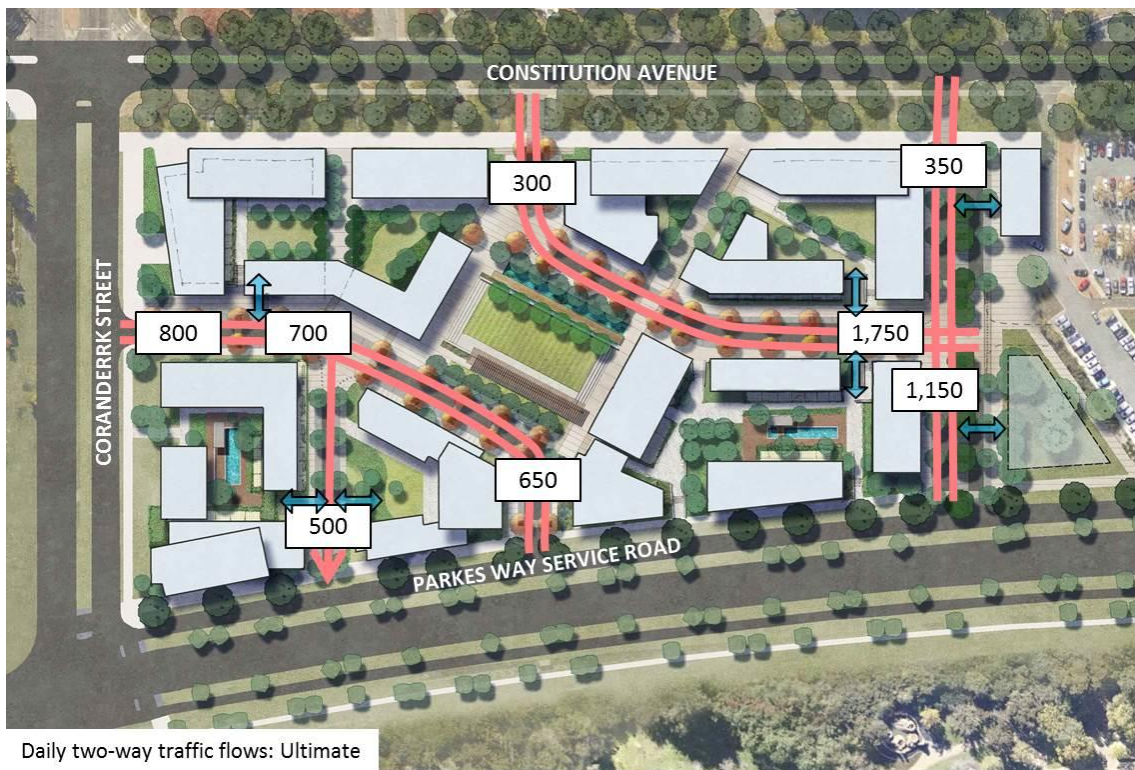 CONSTITUTION AVENUE
350
300
CORANDERRK STREET
800
700
1,750
1,150
650
500
PARKES WAY SERVICE ROAD
Daily two-way traffic flows: Ultimate